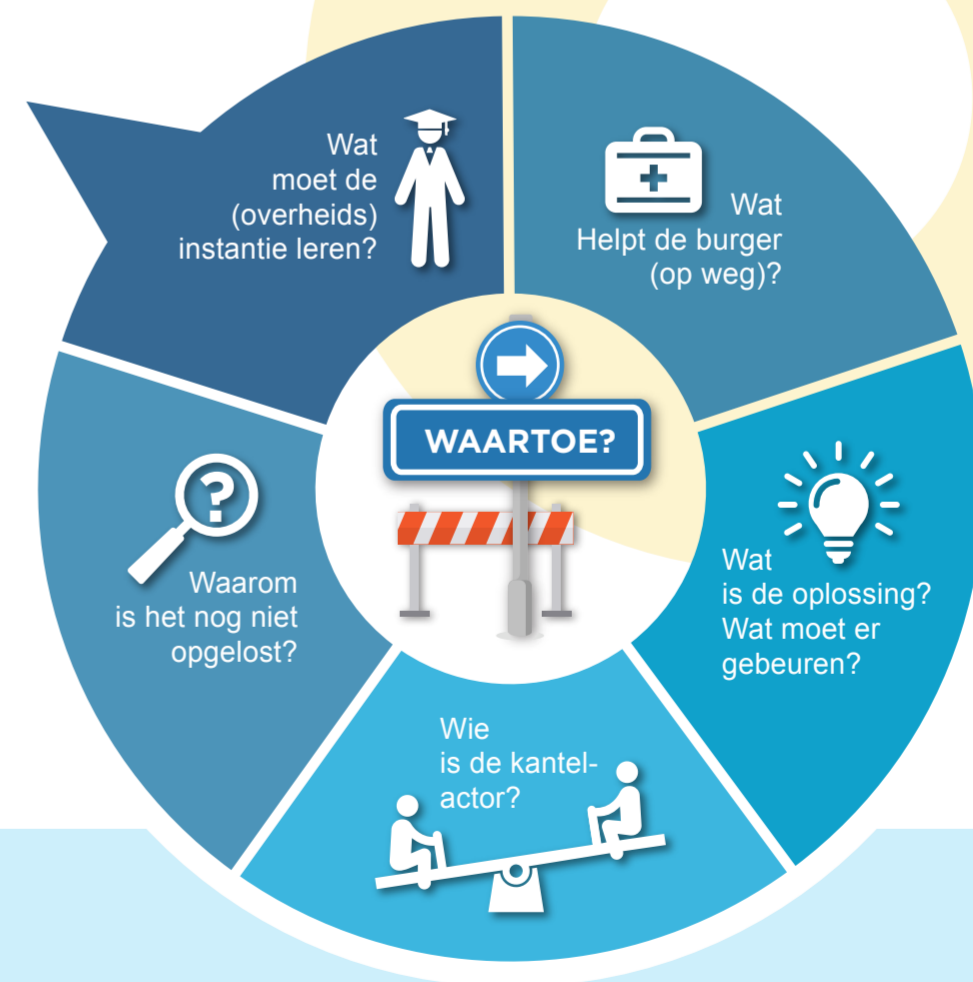 Wat
moet de
(overheids)
instantie leren?
Wat
Helpt de burger
(op weg)?
WAARTOE?
Wat
is de oplossing?
Wat moet er
gebeuren?
Waarom
is het nog niet
opgelost?
Wie
is de kantel-
actor?